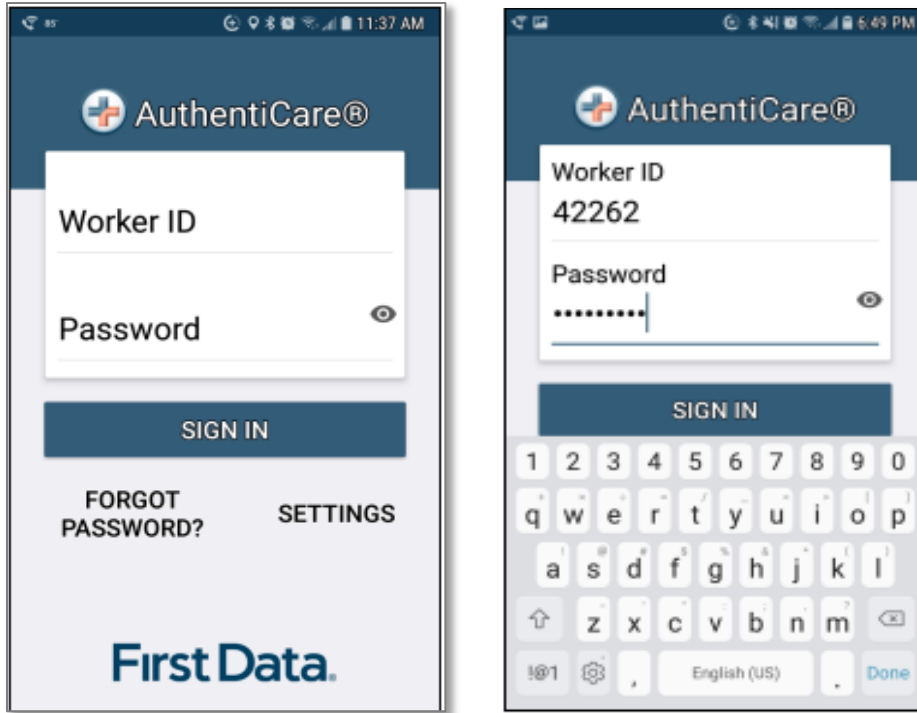 85°
11:37 AM
AuthentiCare®
Worker ID
Password
SIGN IN
FORGOT
PASSWORD?
SETTINGS
First Data.
6:49 PM
AuthentiCare®
Worker ID
42262
Password
•••••••••
SIGN IN
1 2 3 4 5 6 7 8 9 0
q w e r t y u i o p
a s d f g h j k l
z x c v b n m
!@1 , English (US) . Done